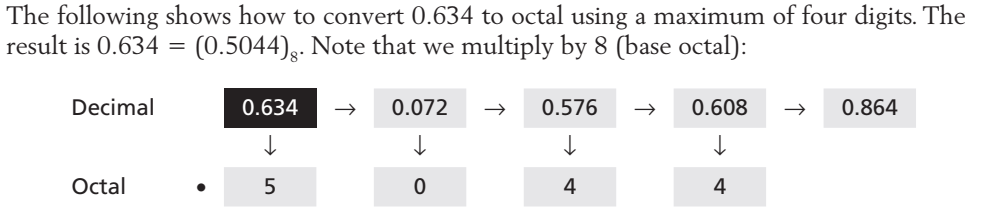 The following shows how to convert 0.634 to octal using a maximum of four digits. The
result is 0.634 = (0.5044)₈. Note that we multiply by 8 (base octal):
Decimal 0.634 → 0.072 → 0.576 → 0.608 → 0.864
↓ ↓ ↓ ↓
Octal • 5 0 4 4